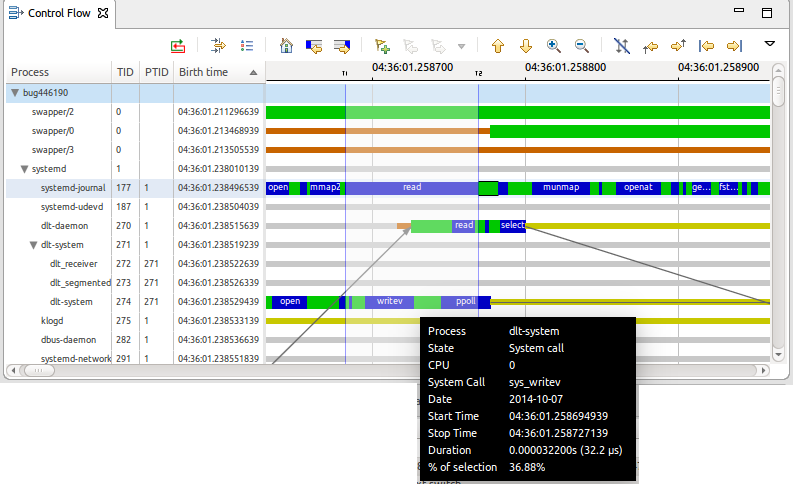 Control Flow
T1 04:36:01.258700 T2 04:36:01.258800 04:36:01.258900
Process TID PTID Birth time
bug446190
swapper/2 0 04:36:01.211296639
swapper/0 0 04:36:01.213468939
swapper/3 0 04:36:01.213505539
systemd 1 04:36:01.238010139
systemd-journal 177 1 04:36:01.238496539 open mmap2 read munmap openat ge... fst...
systemd-udevd 187 1 04:36:01.238504039
dlt-daemon 270 1 04:36:01.238515639 read select
dlt-system 271 1 04:36:01.238519239
dlt_receiver 272 271 04:36:01.238522639
dlt_segmented 273 271 04:36:01.238526339
dlt-system 274 271 04:36:01.238529439 open writev ppoll
klogd 275 1 04:36:01.238533139
dbus-daemon 282 1 04:36:01.238536639
systemd-network 291 1 04:36:01.238551839
Process dlt-system
State System call
CPU 0
System Call sys_writev
Date 2014-10-07
Start Time 04:36:01.258694939
Stop Time 04:36:01.258727139
Duration 0.000032200s (32.2 µs)
% of selection 36.88%